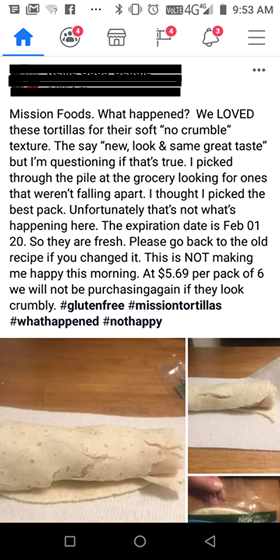 9:53 AM
VoLTE 4G 4G
4
4
3
Mission Foods. What happened? We LOVED
these tortillas for their soft "no crumble"
texture. The say "new, look & same great taste"
but I'm questioning if that's true. I picked
through the pile at the grocery looking for ones
that weren't falling apart. I thought I picked the
best pack. Unfortunately that's not what's
happening here. The expiration date is Feb 01
20. So they are fresh. Please go back to the old
recipe if you changed it. This is NOT making
me happy this morning. At $5.69 per pack of 6
we will not be purchasingagain if they look
crumbly. #glutenfree #missiontortillas
#whathappened #nothappy
New